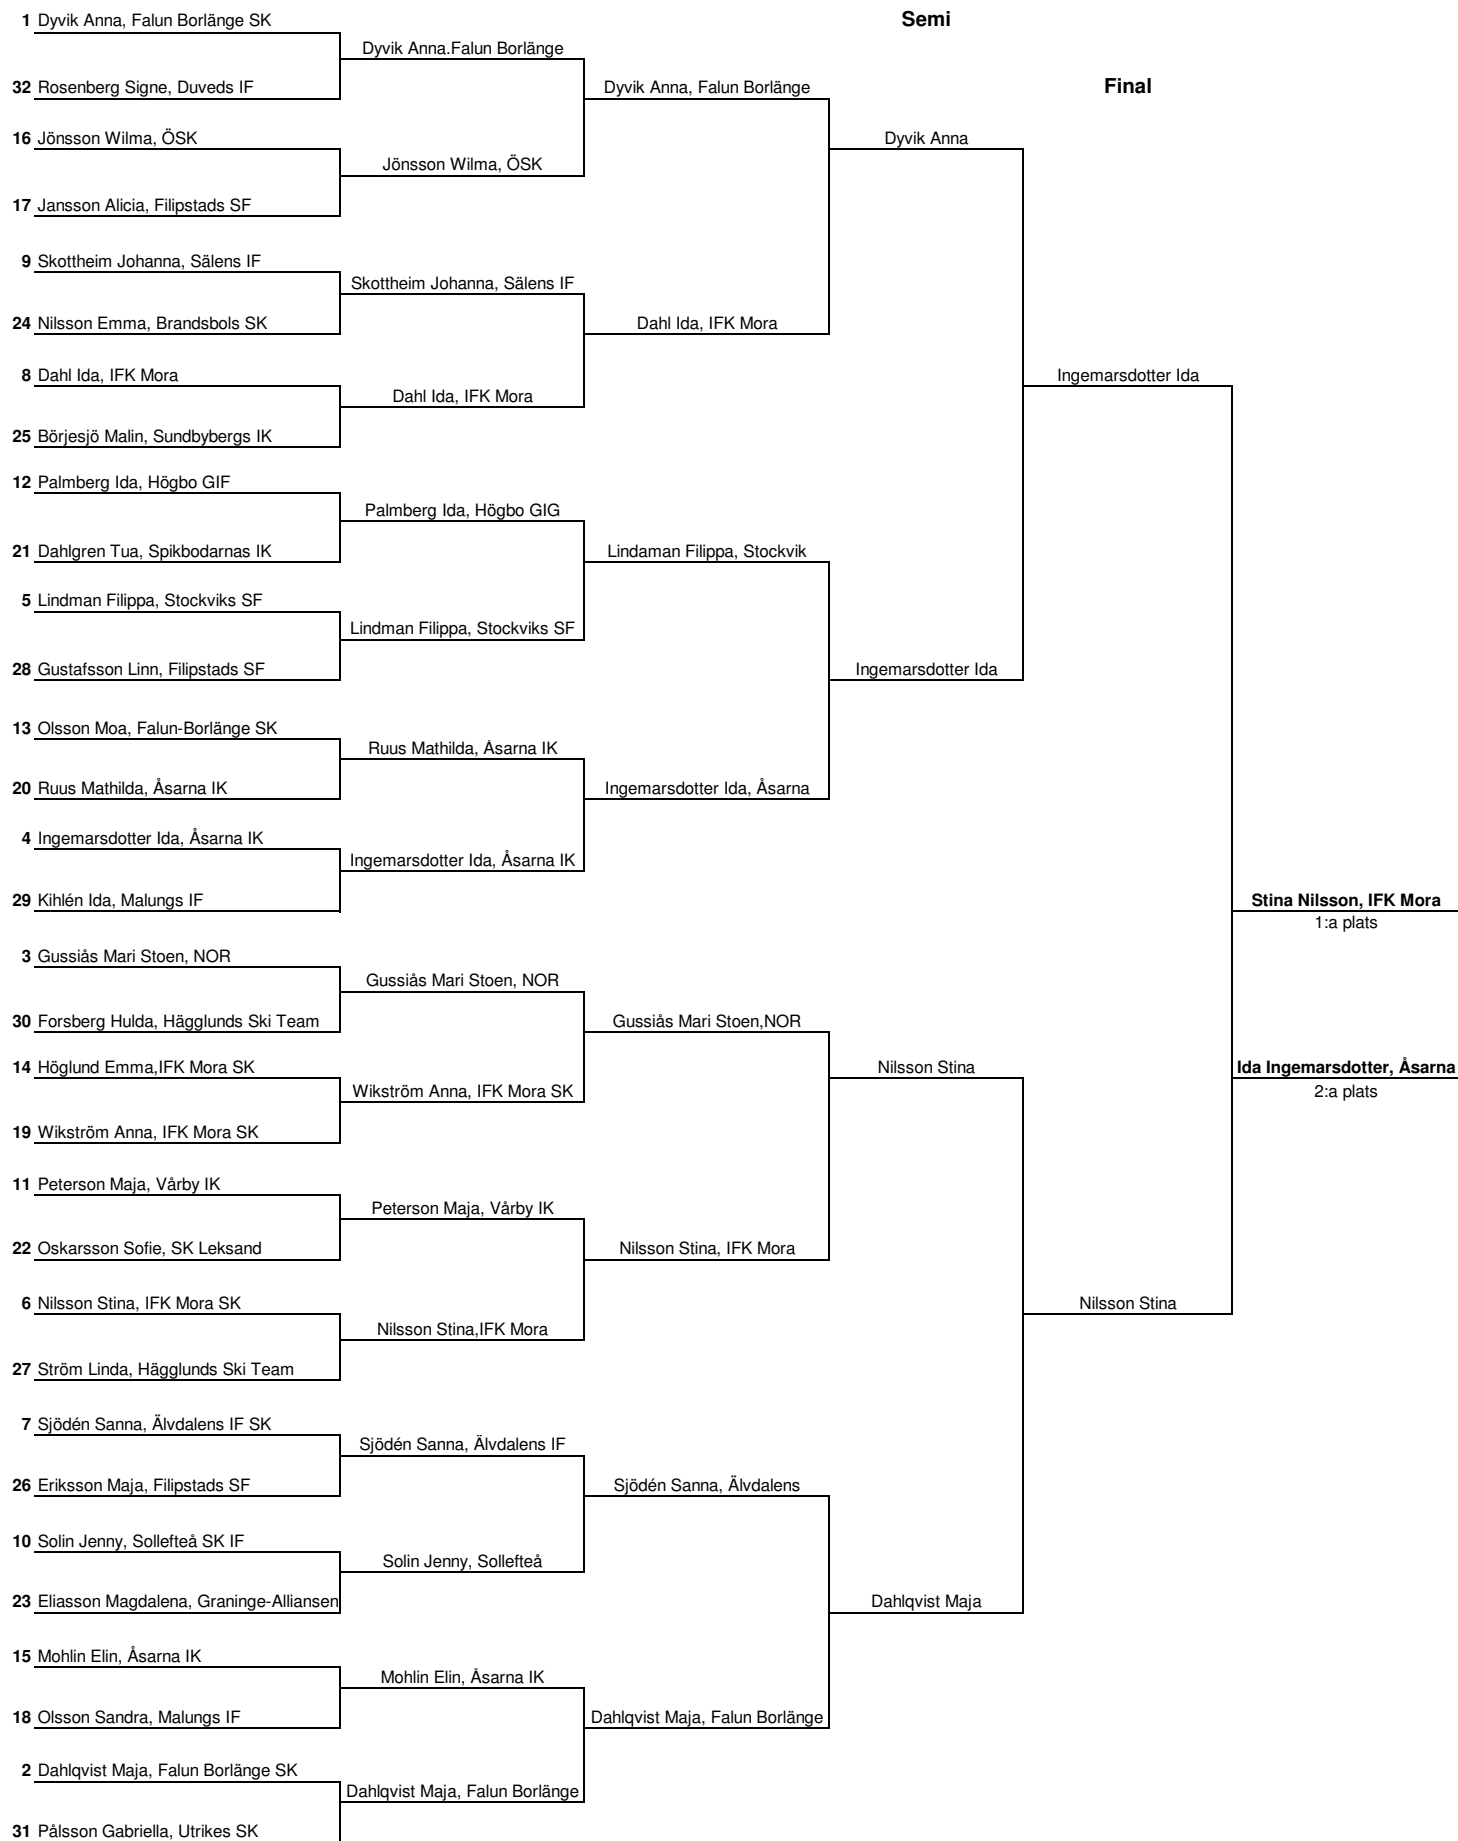 Semi
Final
1 Dyvik Anna, Falun Borlänge SK
32 Rosenberg Signe, Duveds IF
16 Jönsson Wilma, ÖSK
17 Jansson Alicia, Filipstads SF
9 Skottheim Johanna, Sälens IF
24 Nilsson Emma, Brandsbols SK
8 Dahl Ida, IFK Mora
25 Börjesjö Malin, Sundbybergs IK
12 Palmberg Ida, Högbo GIF
21 Dahlgren Tua, Spikbodarnas IK
5 Lindman Filippa, Stockviks SF
28 Gustafsson Linn, Filipstads SF
13 Olsson Moa, Falun-Borlänge SK
20 Ruus Mathilda, Åsarna IK
4 Ingemarsdotter Ida, Åsarna IK
29 Kihlén Ida, Malungs IF
3 Gussiås Mari Stoen, NOR
30 Forsberg Hulda, Hägglunds Ski Team
14 Höglund Emma,IFK Mora SK
19 Wikström Anna, IFK Mora SK
11 Peterson Maja, Vårby IK
22 Oskarsson Sofie, SK Leksand
6 Nilsson Stina, IFK Mora SK
27 Ström Linda, Hägglunds Ski Team
7 Sjödén Sanna, Älvdalens IF SK
26 Eriksson Maja, Filipstads SF
10 Solin Jenny, Sollefteå SK IF
23 Eliasson Magdalena, Graninge-Alliansen
15 Mohlin Elin, Åsarna IK
18 Olsson Sandra, Malungs IF
2 Dahlqvist Maja, Falun Borlänge SK
31 Pålsson Gabriella, Utrikes SK
Dyvik Anna.Falun Borlänge
Jönsson Wilma, ÖSK
Skottheim Johanna, Sälens IF
Dahl Ida, IFK Mora
Palmberg Ida, Högbo GIG
Lindman Filippa, Stockviks SF
Ruus Mathilda, Åsarna IK
Ingemarsdotter Ida, Åsarna IK
Gussiås Mari Stoen, NOR
Wikström Anna, IFK Mora SK
Peterson Maja, Vårby IK
Nilsson Stina,IFK Mora
Sjödén Sanna, Älvdalens IF
Solin Jenny, Sollefteå
Mohlin Elin, Åsarna IK
Dahlqvist Maja, Falun Borlänge
Dyvik Anna, Falun Borlänge
Dahl Ida, IFK Mora
Lindaman Filippa, Stockvik
Ingemarsdotter Ida, Åsarna
Gussiås Mari Stoen,NOR
Nilsson Stina, IFK Mora
Sjödén Sanna, Älvdalens
Dahlqvist Maja, Falun Borlänge
Dyvik Anna
Ingemarsdotter Ida
Nilsson Stina
Dahlqvist Maja
Ingemarsdotter Ida
Nilsson Stina
Stina Nilsson, IFK Mora
1:a plats
Ida Ingemarsdotter, Åsarna
2:a plats